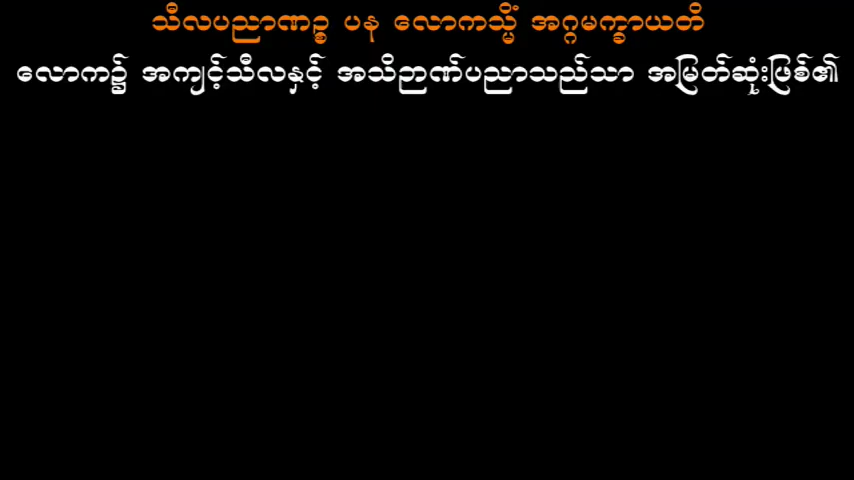 သီလပညာဏဉ္စ ပန လောကသ္မိံ အဂ္ဂမက္ခာယတိ
လောက၌ အကျင့်သီလနှင့် အသိဉာဏ်ပညာသည်သာ အမြတ်ဆုံးဖြစ်၏